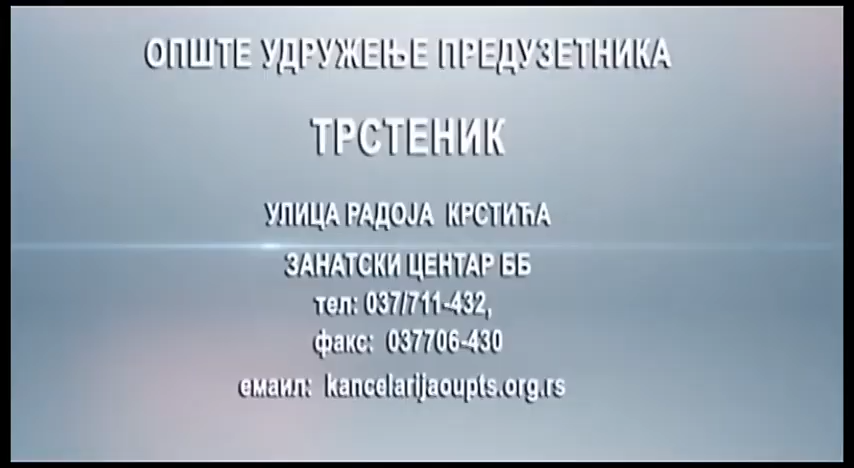 ОПШТЕ УДРУЖЕЊЕ ПРЕДУЗЕТНИКА
ТРСТЕНИК
УЛИЦА РАДОЈА КРСТИЋА
ЗАНАТСКИ ЦЕНТАР ББ
тел: 037/711-432,
факс: 037706-430
емаил: kancelarijaoupts.org.rs